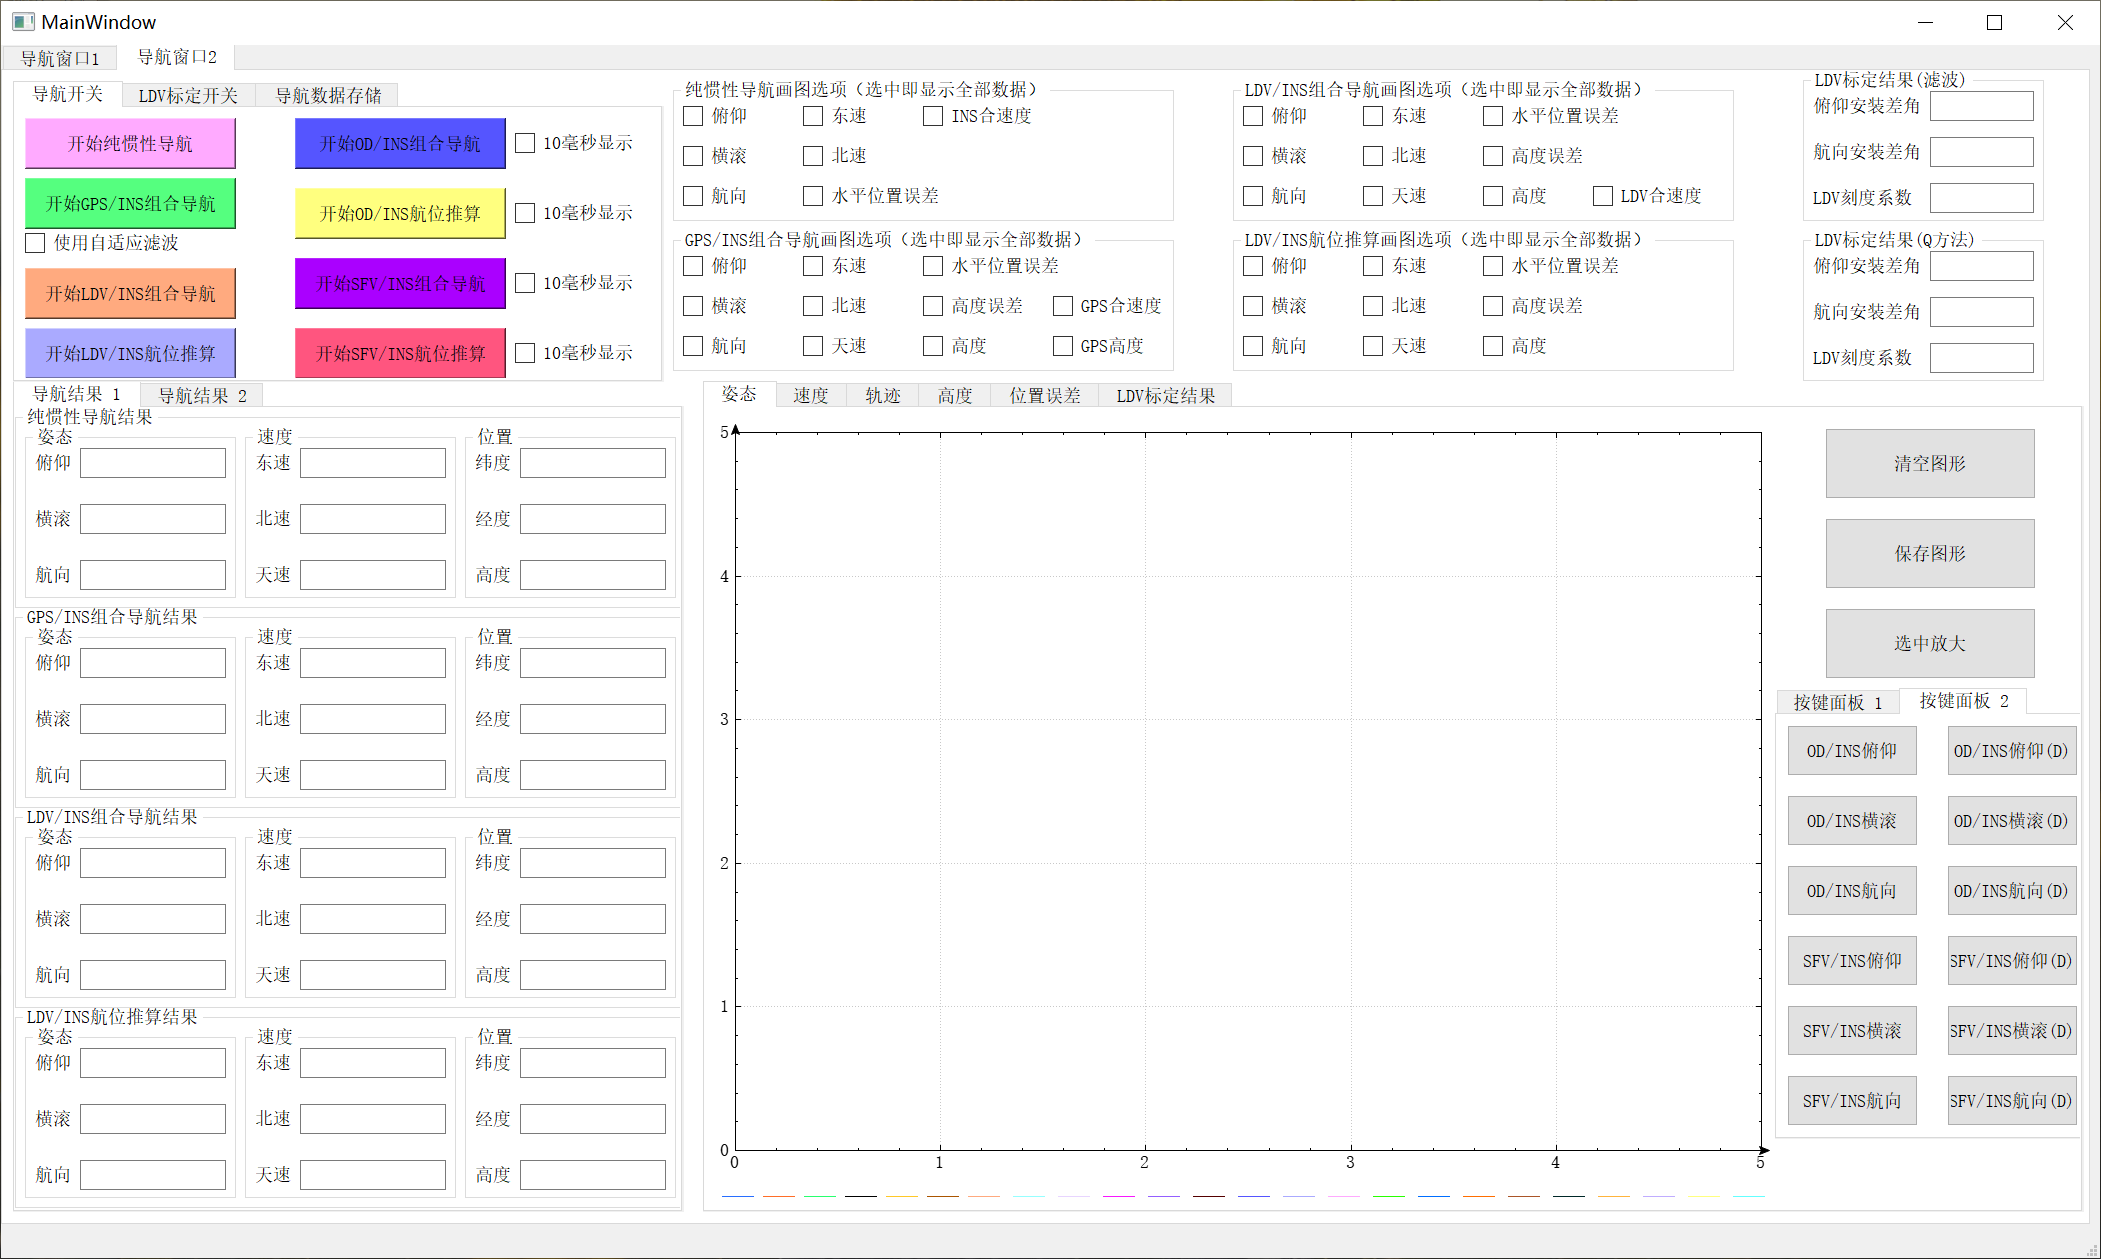 MainWindow
导航窗口1
导航窗口2
导航开关
LDV标定开关
导航数据存储
开始纯惯性导航
开始OD/INS组合导航
10毫秒显示
开始GPS/INS组合导航
开始OD/INS航位推算
10毫秒显示
使用自适应滤波
开始LDV/INS组合导航
开始SFV/INS组合导航
10毫秒显示
开始LDV/INS航位推算
开始SFV/INS航位推算
10毫秒显示
纯惯性导航画图选项（选中即显示全部数据）
俯仰
东速
INS合速度
横滚
北速
航向
水平位置误差
LDV/INS组合导航画图选项（选中即显示全部数据）
俯仰
东速
水平位置误差
横滚
北速
高度误差
航向
天速
高度
LDV合速度
LDV标定结果(滤波)
俯仰安装差角
航向安装差角
LDV刻度系数
GPS/INS组合导航画图选项（选中即显示全部数据）
俯仰
东速
水平位置误差
横滚
北速
高度误差
GPS合速度
航向
天速
高度
GPS高度
LDV/INS航位推算画图选项（选中即显示全部数据）
俯仰
东速
水平位置误差
横滚
北速
高度误差
航向
天速
高度
LDV标定结果(Q方法)
俯仰安装差角
航向安装差角
LDV刻度系数
导航结果 1
导航结果 2
纯惯性导航结果
姿态
速度
位置
俯仰
东速
纬度
横滚
北速
经度
航向
天速
高度
GPS/INS组合导航结果
姿态
速度
位置
俯仰
东速
纬度
横滚
北速
经度
航向
天速
高度
LDV/INS组合导航结果
姿态
速度
位置
俯仰
东速
纬度
横滚
北速
经度
航向
天速
高度
LDV/INS航位推算结果
姿态
速度
位置
俯仰
东速
纬度
横滚
北速
经度
航向
天速
高度
姿态
速度
轨迹
高度
位置误差
LDV标定结果
5
4
3
2
1
0
0
1
2
3
4
5
清空图形
保存图形
选中放大
按键面板 1
按键面板 2
OD/INS俯仰
OD/INS俯仰(D)
OD/INS横滚
OD/INS横滚(D)
OD/INS航向
OD/INS航向(D)
SFV/INS俯仰
SFV/INS俯仰(D)
SFV/INS横滚
SFV/INS横滚(D)
SFV/INS航向
SFV/INS航向(D)